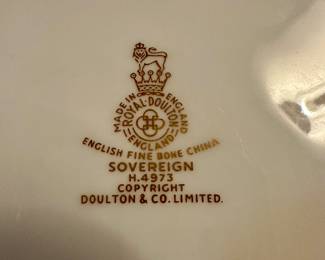 MADE IN ENGLAND
ROYAL·DOULTON
ENGLAND
ENGLISH FINE BONE CHINA
SOVEREIGN
H.4973
COPYRIGHT
DOULTON & CO. LIMITED.